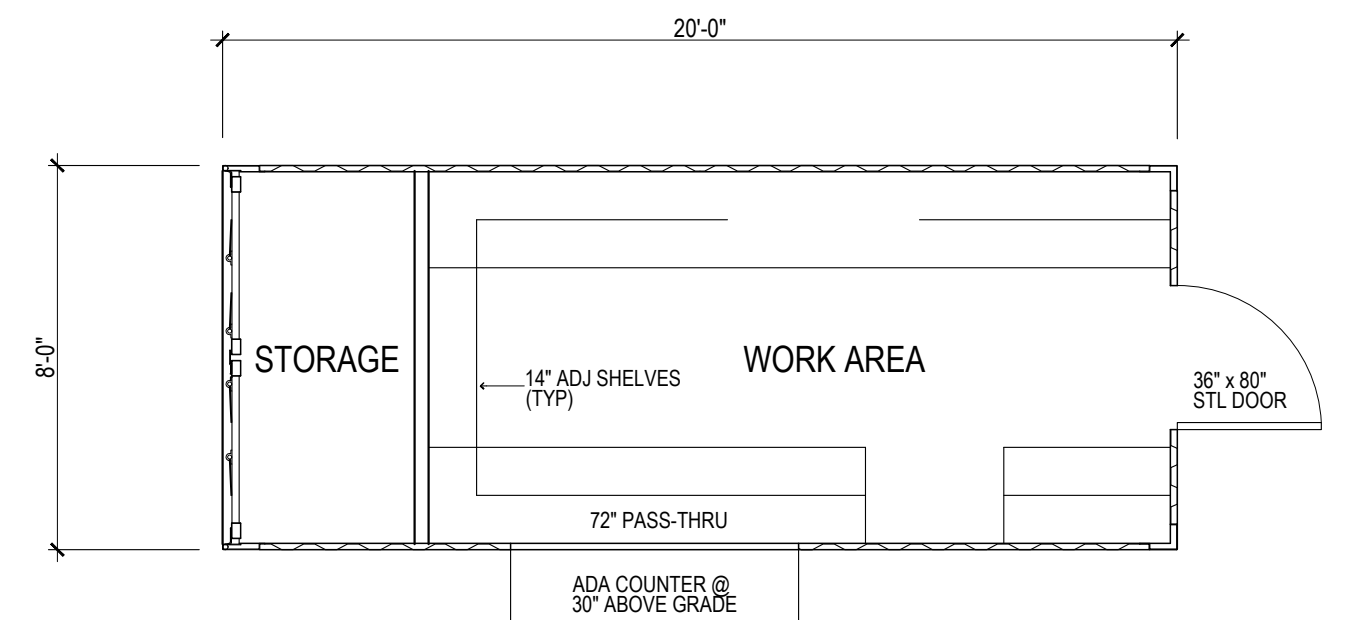 20'-0"
8'-0"
STORAGE
WORK AREA
14" ADJ SHELVES
(TYP)
36" x 80"
STL DOOR
72" PASS-THRU
ADA COUNTER @
30" ABOVE GRADE